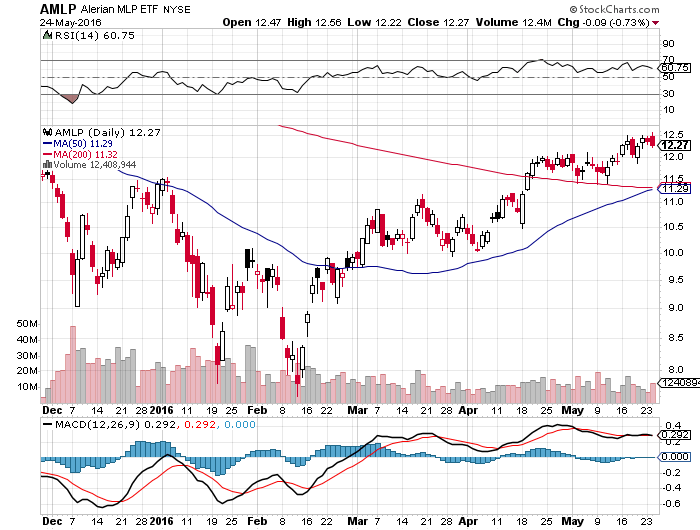 AMLP Alerian MLP ETF NYSE © StockCharts.com
24-May-2016 Open 12.47 High 12.56 Low 12.22 Close 12.27 Volume 12.4M Chg -0.09 (-0.73%)
RSI(14) 60.75
90
70
60.75
50
30
10
AMLP (Daily) 12.27
MA(50) 11.29
MA(200) 11.32
Volume 12,408,944
12.5
12.27
12.0
11.5
11.29
11.0
10.5
10.0
9.5
9.0
8.5
8.0
50M
40M
30M
20M
10M
1240894
Dec 7 14 21 28 2016 11 19 25 Feb 8 16 22 Mar 7 14 21 28 Apr 11 18 25 May 9 16 23
MACD(12,26,9) 0.292, 0.292, 0.000
0.4
0.292
0.2
0.000
-0.2
-0.4
-0.6
Dec 7 14 21 28 2016 11 19 25 Feb 8 16 22 Mar 7 14 21 28 Apr 11 18 25 May 9 16 23